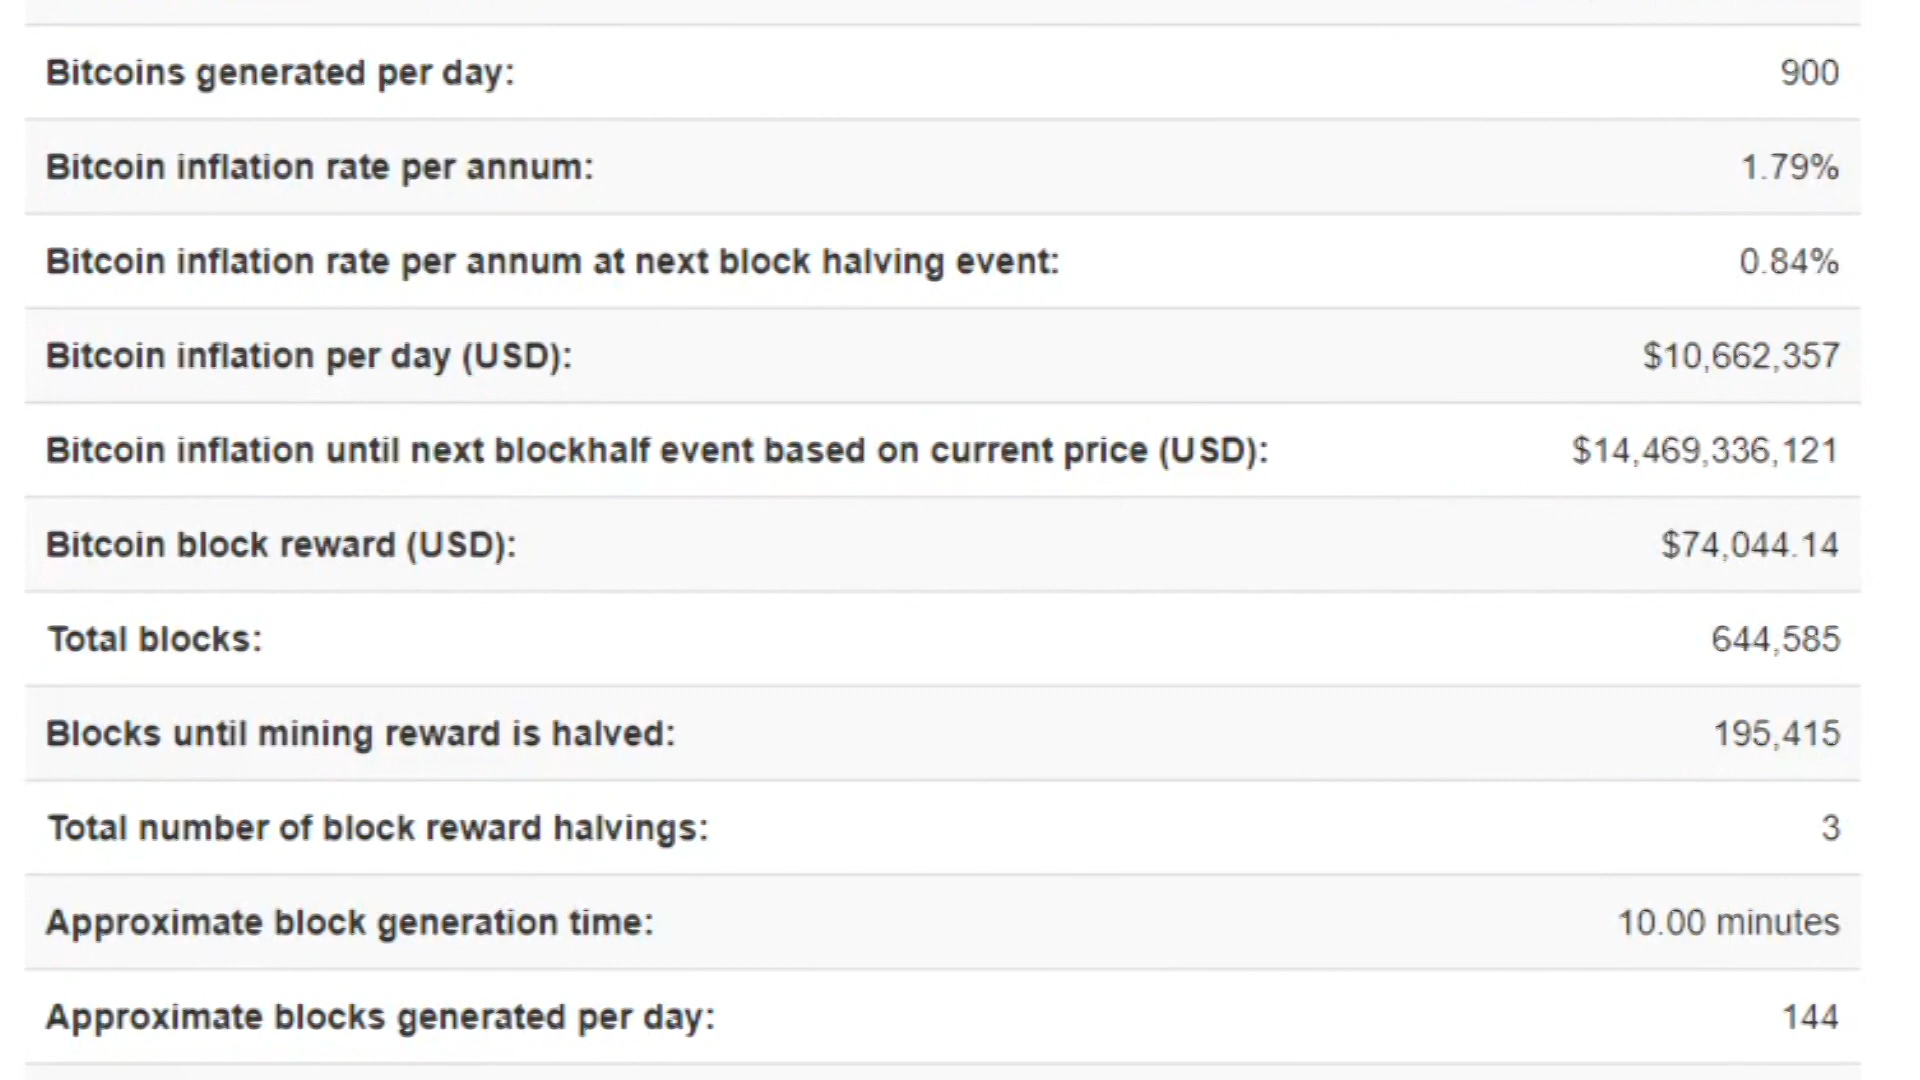 Bitcoins generated per day: 900
Bitcoin inflation rate per annum: 1.79%
Bitcoin inflation rate per annum at next block halving event: 0.84%
Bitcoin inflation per day (USD): $10,662,357
Bitcoin inflation until next blockhalf event based on current price (USD): $14,469,336,121
Bitcoin block reward (USD): $74,044.14
Total blocks: 644,585
Blocks until mining reward is halved: 195,415
Total number of block reward halvings: 3
Approximate block generation time: 10.00 minutes
Approximate blocks generated per day: 144